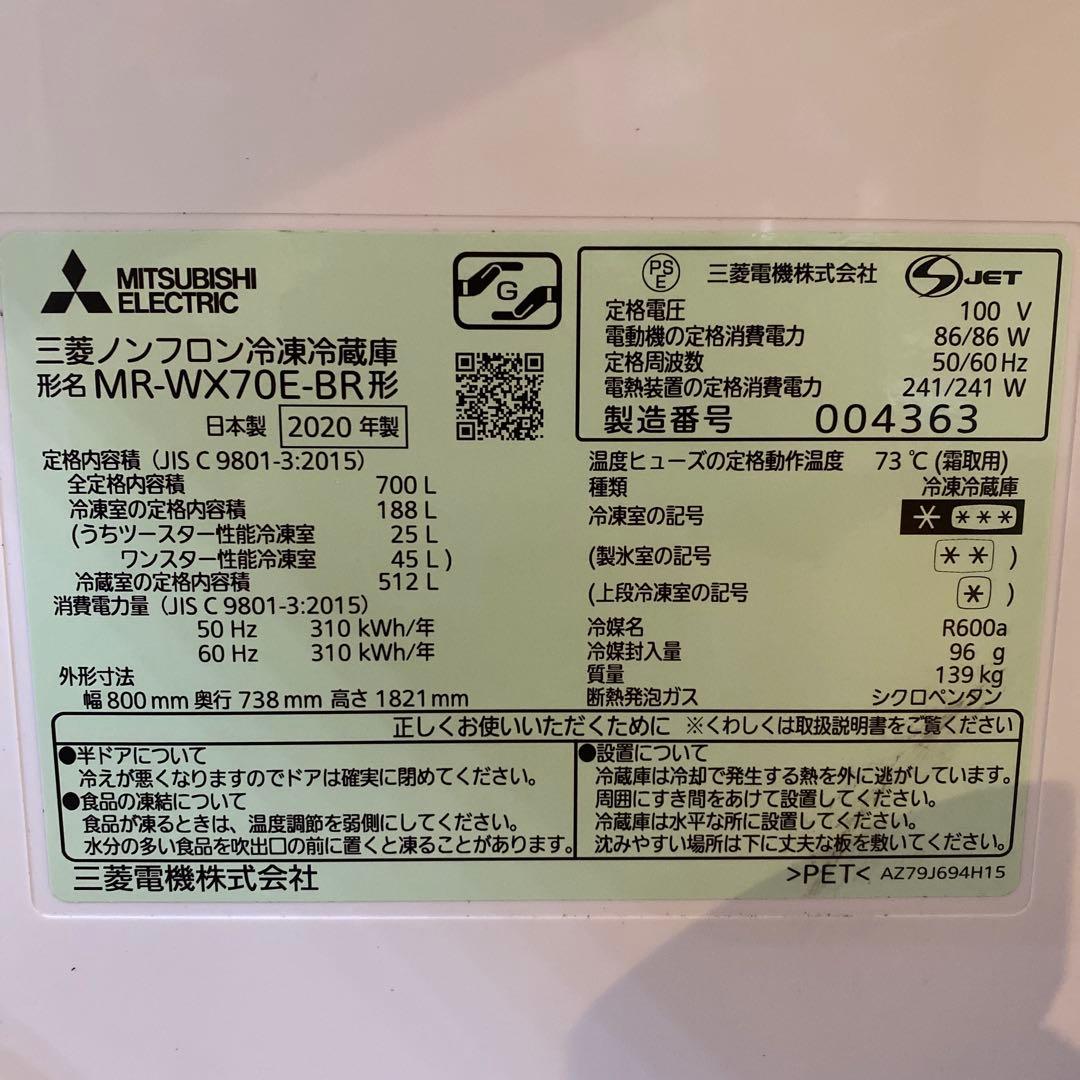 MITSUBISHI
ELECTRIC
G
三菱ノンフロン冷凍冷蔵庫
形名 MR-WX70E-BR形
日本製 2020 年製
定格内容積（JIS C 9801-3:2015）
全定格内容積 700 L
冷凍室の定格内容積 188 L
(うちツースター性能冷凍室 25 L
ワンスター性能冷凍室 45 L )
冷蔵室の定格内容積 512 L
消費電力量（JIS C 9801-3:2015）
50 Hz 310 kWh/年
60 Hz 310 kWh/年
外形寸法
幅 800 mm 奥行 738 mm 高さ 1821 mm
PS
E
三菱電機株式会社 S JET
定格電圧 100 V
電動機の定格消費電力 86/86 W
定格周波数 50/60 Hz
電熱装置の定格消費電力 241/241 W
製造番号 004363
温度ヒューズの定格動作温度 73 ℃ (霜取用)
種類 冷凍冷蔵庫
冷凍室の記号 * ***
(製氷室の記号 ** )
(上段冷凍室の記号 * )
冷媒名 R600a
冷媒封入量 96 g
質量 139 kg
断熱発泡ガス シクロペンタン
正しくお使いいただくために ※くわしくは取扱説明書をご覧ください
●半ドアについて
冷えが悪くなりますのでドアは確実に閉めてください。
●食品の凍結について
食品が凍るときは、温度調節を弱側にしてください。
水分の多い食品を吹出口の前に置くと凍ることがあります。
●設置について
冷蔵庫は冷却で発生する熱を外に逃がしています。
周囲にすき間をあけて設置してください。
冷蔵庫は水平な所に設置してください。
沈みやすい場所は下に丈夫な板を敷いてください。
三菱電機株式会社
>PET< AZ79J694H15